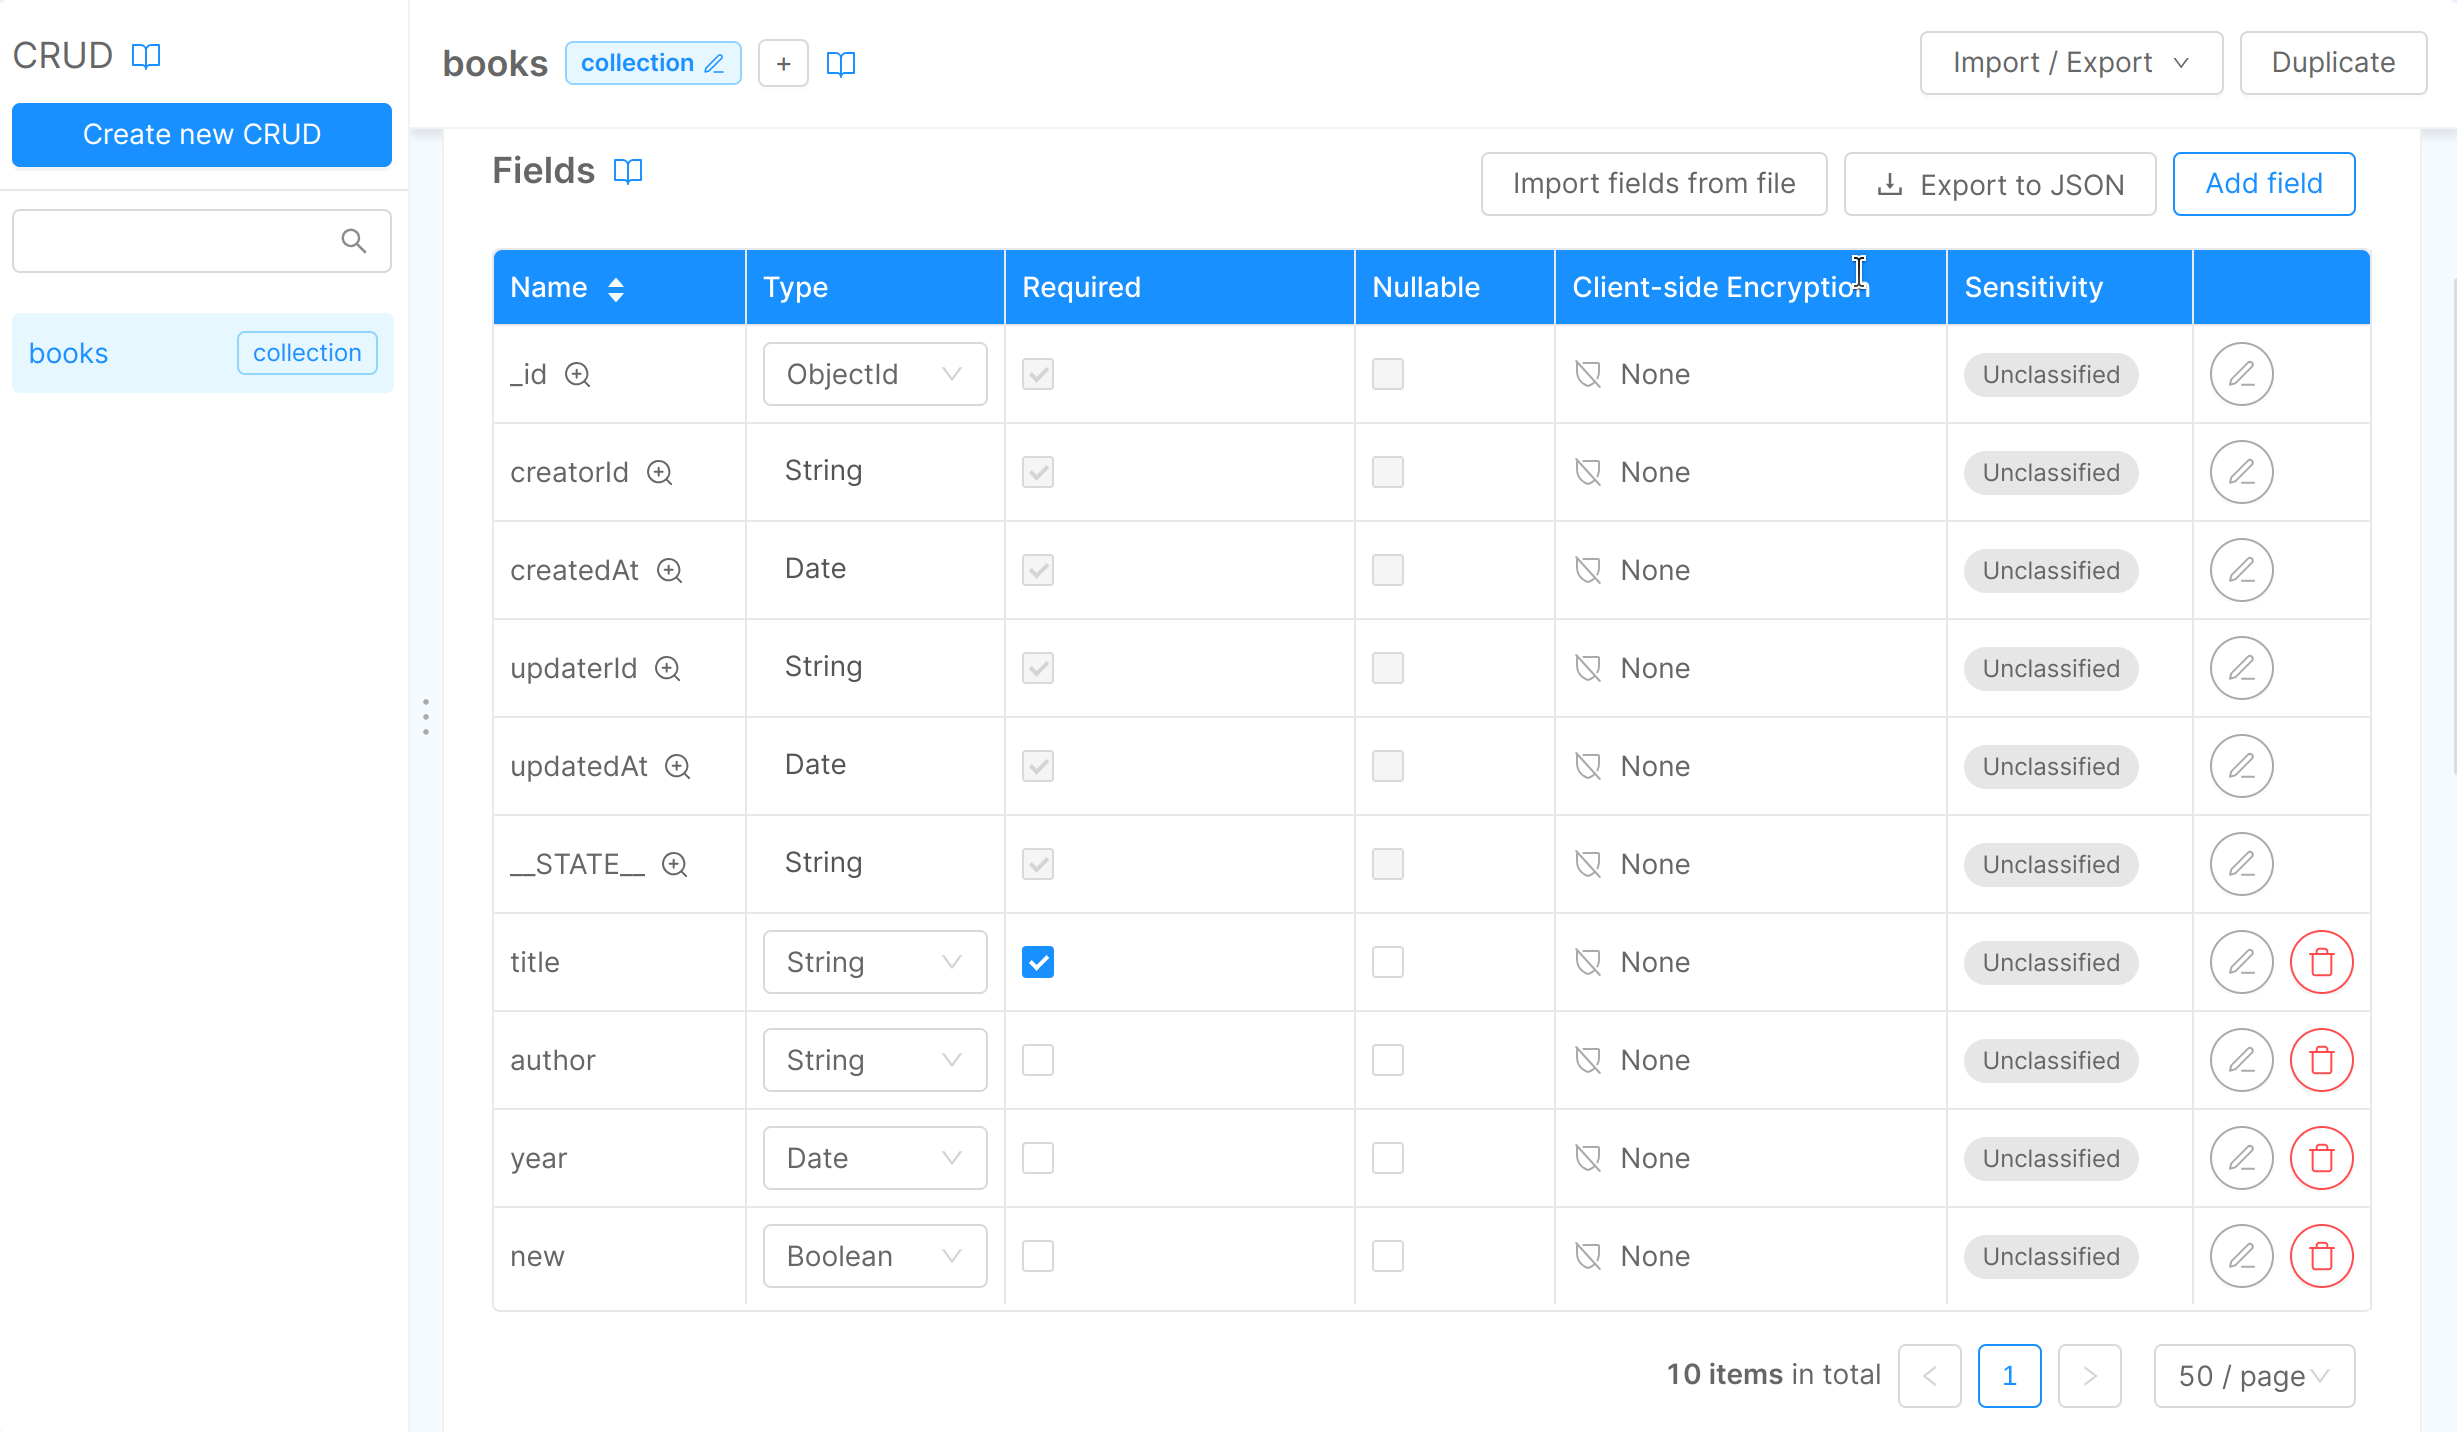 CRUD
Create new CRUD
books collection
books collection +
Import / Export Duplicate
Fields
Import fields from file Export to JSON Add field
Name Type Required Nullable Client-side Encryption Sensitivity
_id ObjectId None Unclassified
creatorId String None Unclassified
createdAt Date None Unclassified
updaterId String None Unclassified
updatedAt Date None Unclassified
__STATE__ String None Unclassified
title String None Unclassified
author String None Unclassified
year Date None Unclassified
new Boolean None Unclassified
10 items in total < 1 > 50 / page